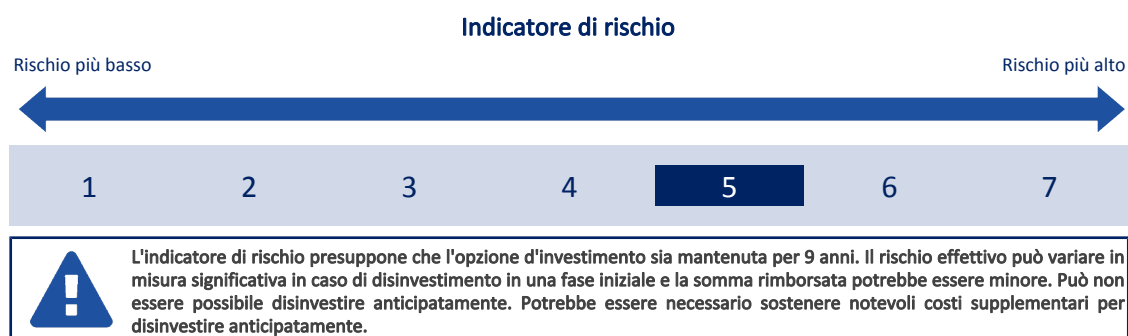 Indicatore di rischio
Rischio più basso
Rischio più alto
1 2 3 4 5 6 7
L'indicatore di rischio presuppone che l'opzione d'investimento sia mantenuta per 9 anni. Il rischio effettivo può variare in
misura significativa in caso di disinvestimento in una fase iniziale e la somma rimborsata potrebbe essere minore. Può non
essere possibile disinvestire anticipatamente. Potrebbe essere necessario sostenere notevoli costi supplementari per
disinvestire anticipatamente.